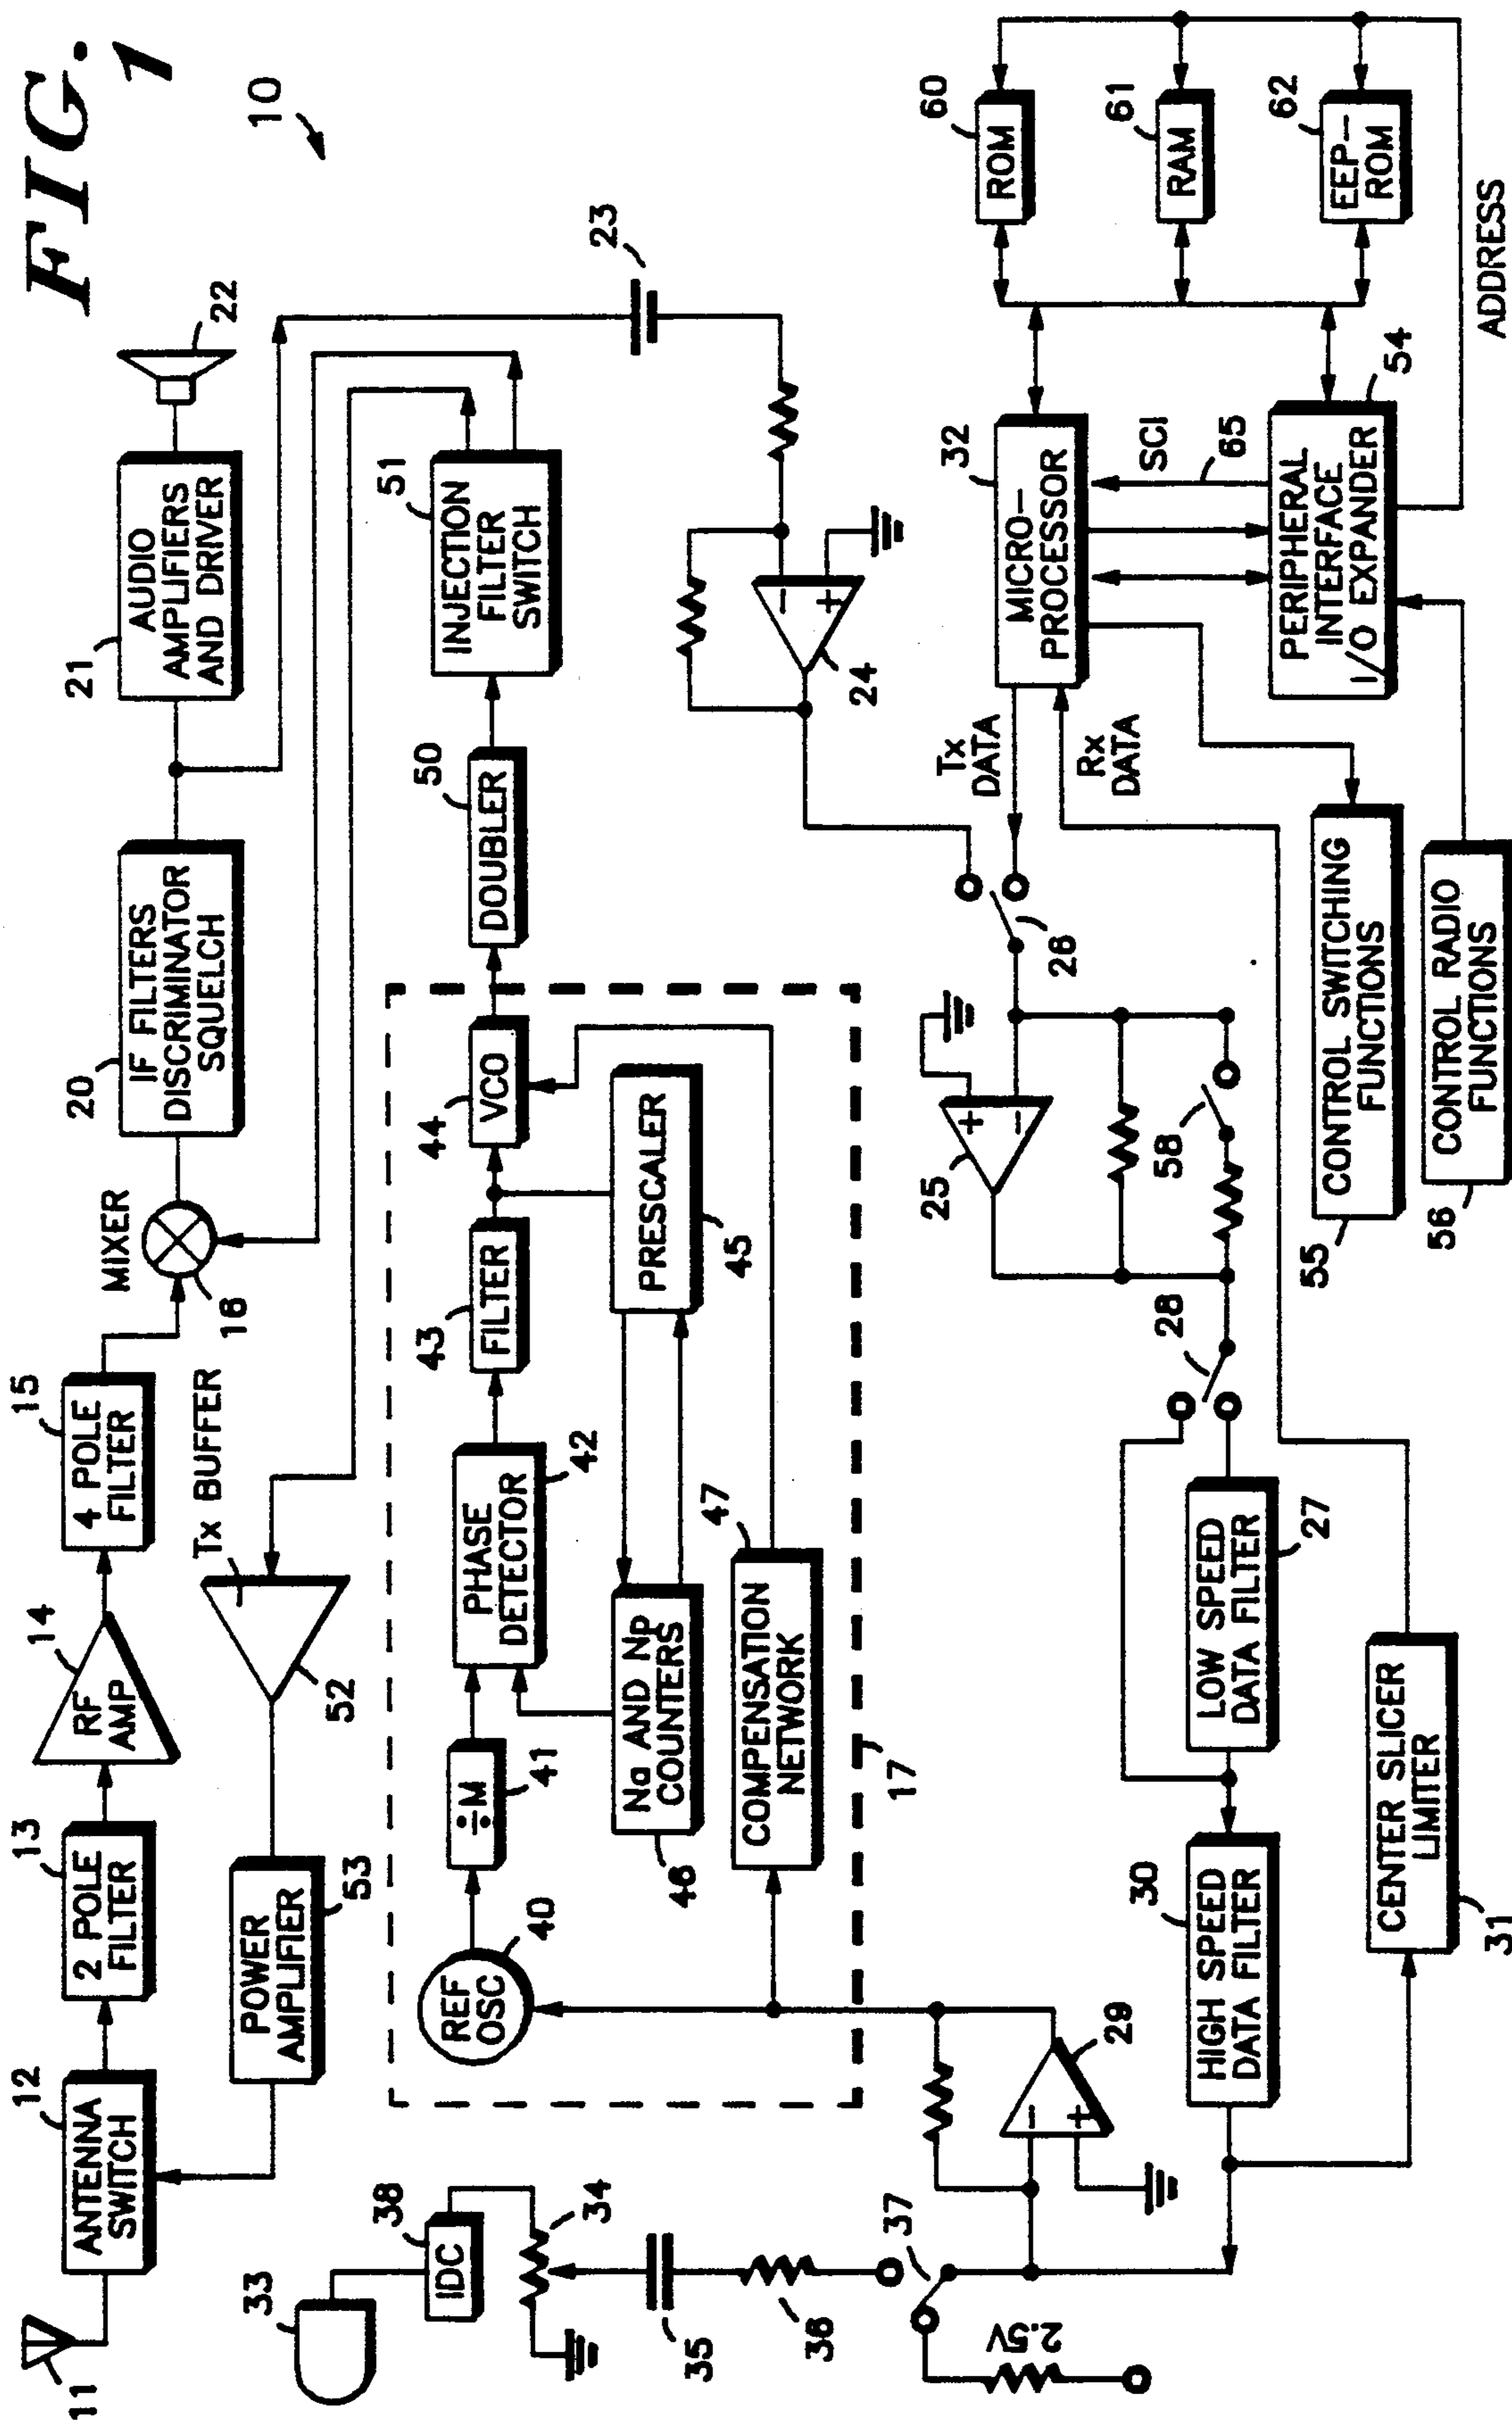 FIG. 1
10
11
12
ANTENNA
SWITCH
13
2 POLE
FILTER
14
RF
AMP
15
4 POLE
FILTER
MIXER
16
20
IF FILTERS
DISCRIMINATOR
SQUELCH
21
AUDIO
AMPLIFIERS
AND DRIVER
22
POWER
AMPLIFIER
53
52
Tx BUFFER
33
38
IDC
34
35
36
37
2.5V
REF
OSC
40
÷M
41
PHASE
DETECTOR
42
43
FILTER
44
VCO
50
DOUBLER
51
INJECTION
FILTER
SWITCH
23
Na AND Np
COUNTERS
46
PRESCALER
45
COMPENSATION
NETWORK
47
17
24
29
25
26
58
28
Tx
DATA
Rx
DATA
32
MICRO-
PROCESSOR
SCI
65
60
ROM
61
RAM
62
EEP-
ROM
30
HIGH SPEED
DATA FILTER
LOW SPEED
DATA FILTER
27
PERIPHERAL
INTERFACE
I/O EXPANDER
54
CENTER SLICER
LIMITER
31
55
CONTROL SWITCHING
FUNCTIONS
56
CONTROL RADIO
FUNCTIONS
ADDRESS